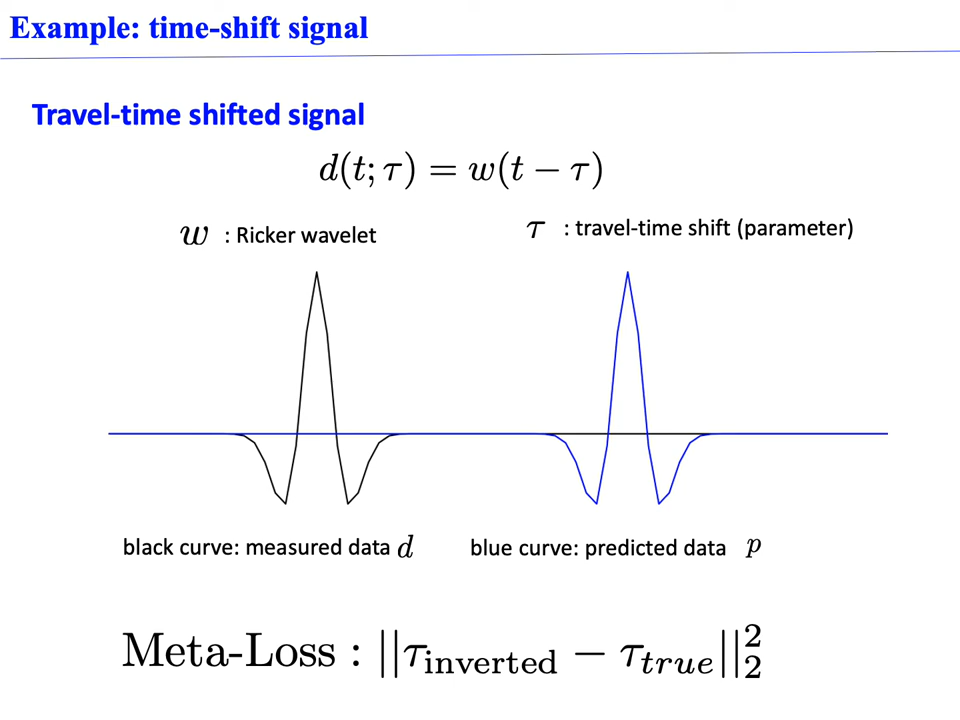 Example: time-shift signal
Travel-time shifted signal
d(t; τ) = w(t − τ)
w : Ricker wavelet
τ : travel-time shift (parameter)
black curve: measured data d
blue curve: predicted data p
Meta-Loss : ||τ_inverted − τ_true||_2^2